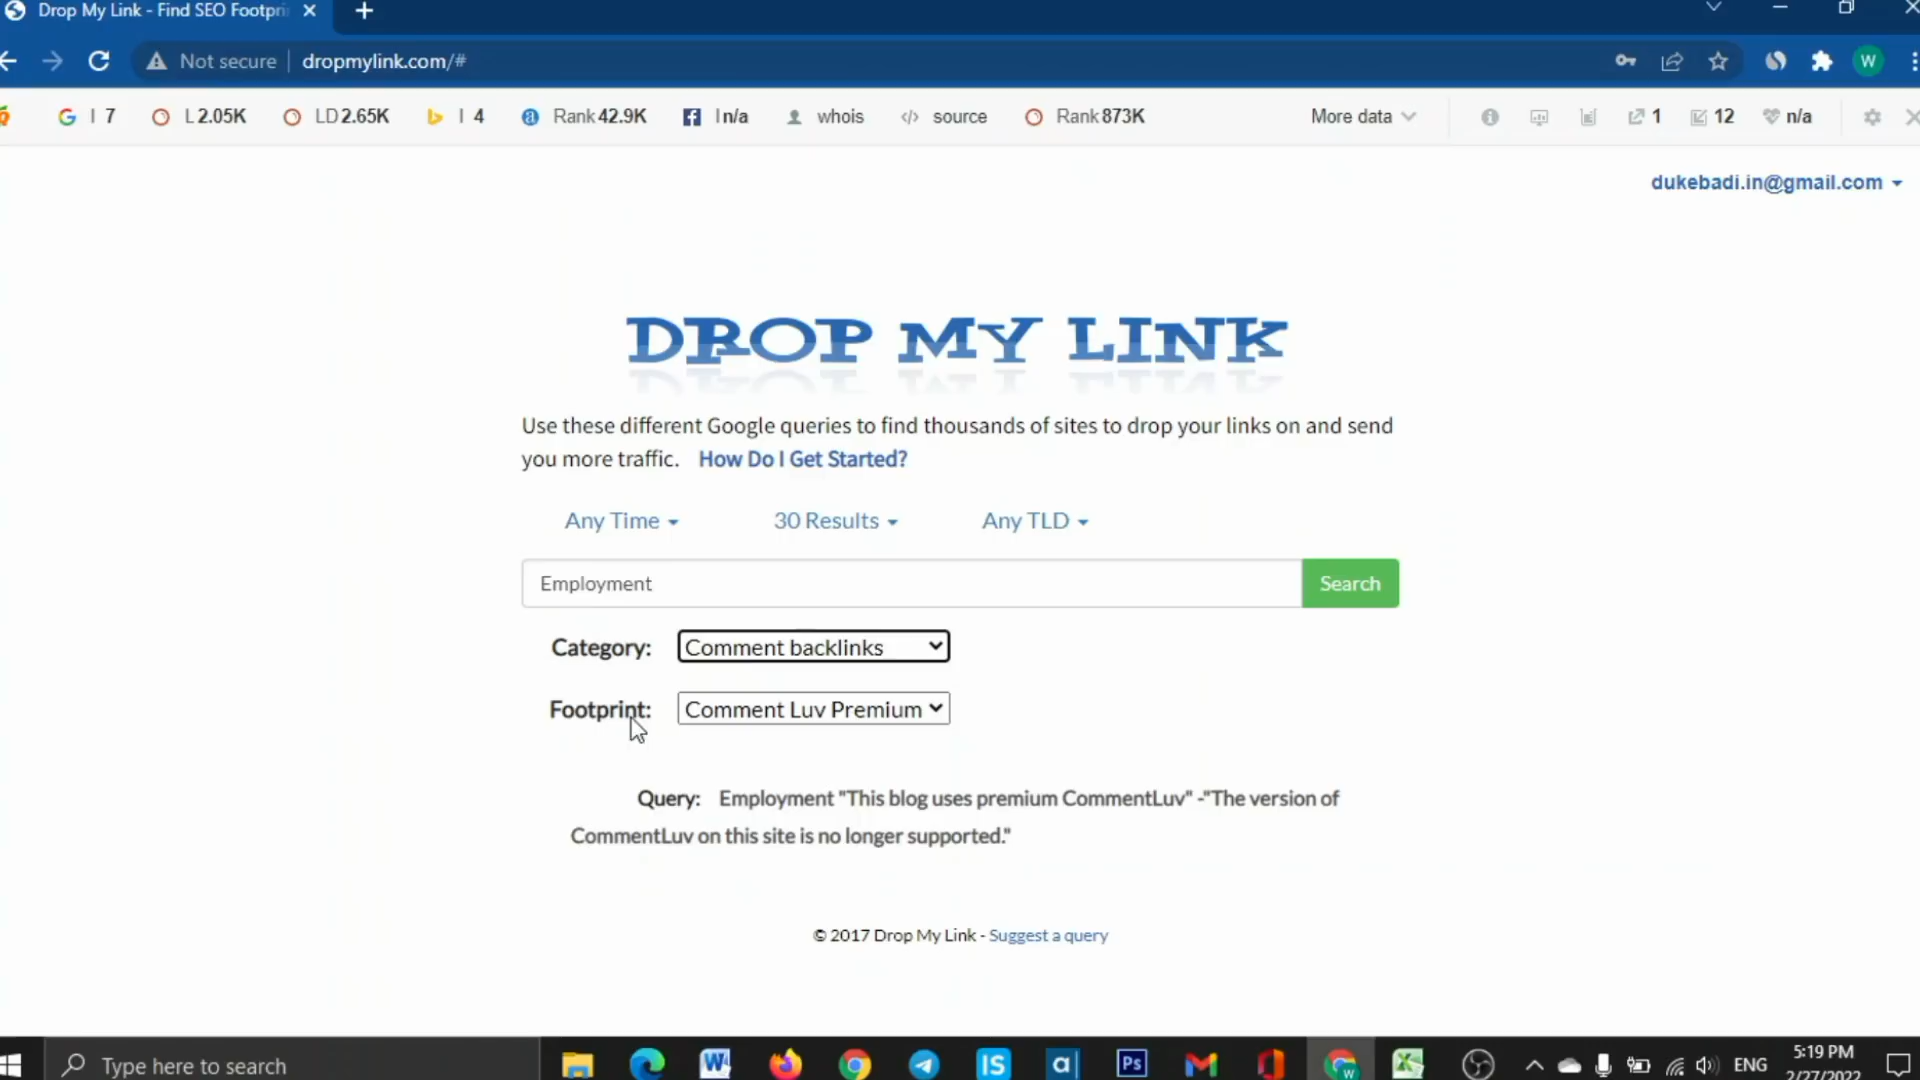 Drop My Link - Find SEO Footpri
Not secure dropmylink.com/#
W
I 7 L 2.05K LD 2.65K I 4 Rank 42.9K I n/a whois source Rank 873K More data 1 12 n/a
dukebadi.in@gmail.com
DROP MY LINK
Use these different Google queries to find thousands of sites to drop your links on and send
you more traffic. How Do I Get Started?
Any Time 30 Results Any TLD
Employment Search
Category: Comment backlinks
Footprint: Comment Luv Premium
Query: Employment "This blog uses premium CommentLuv" -"The version of
CommentLuv on this site is no longer supported."
© 2017 Drop My Link - Suggest a query
Type here to search ENG 5:19 PM
2/27/2022